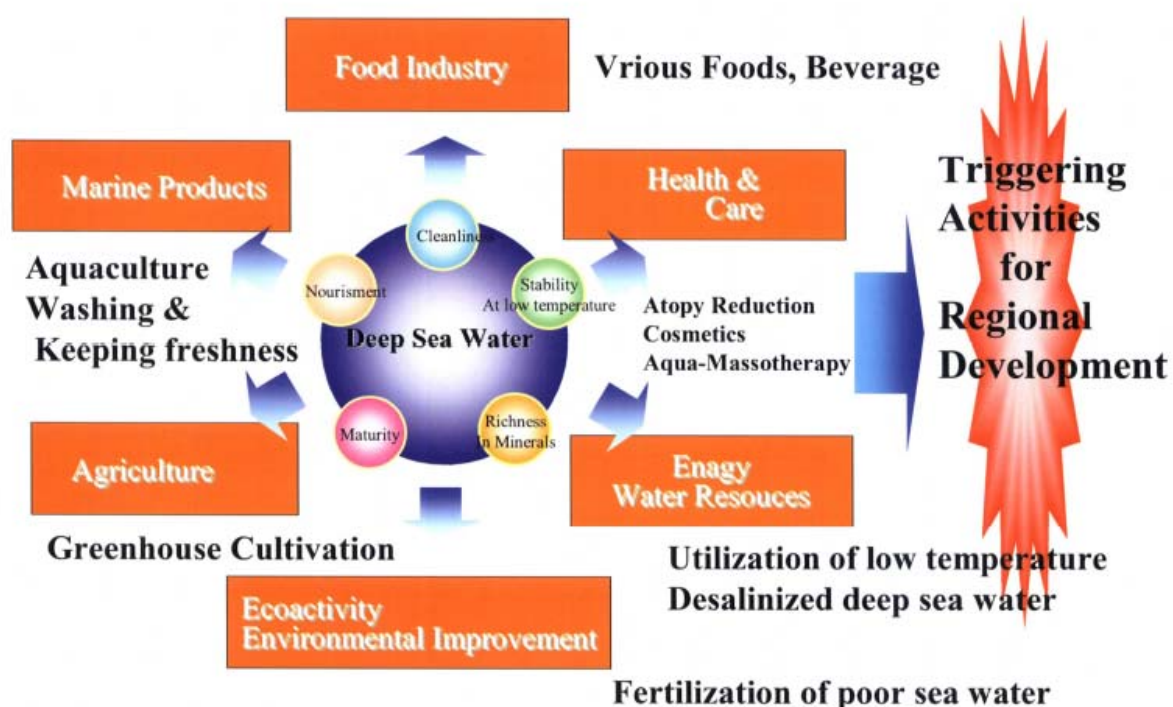 Food Industry
Vrious Foods, Beverage
Marine Products
Aquaculture
Washing &
Keeping freshness
Health &
Care
Atopy Reduction
Cosmetics
Aqua-Massotherapy
Cleanliness
Nourisment
Stability
At low temperature
Deep Sea Water
Maturity
Richness
In Minerals
Agriculture
Greenhouse Cultivation
Enagy
Water Resouces
Utilization of low temperature
Desalinized deep sea water
Ecoactivity
Environmental Improvement
Fertilization of poor sea water
Triggering
Activities
for
Regional
Development